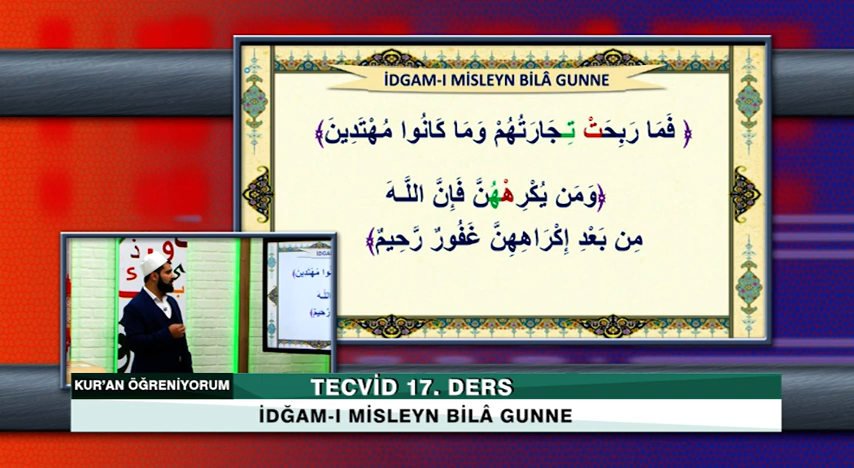 İDGAM-I MİSLEYN BİLÂ GUNNE
﴿ فَمَا رَبِحَتْ تِجَارَتُهُمْ وَمَا كَانُوا مُهْتَدِينَ﴾
﴿وَمَن يُكْرِهْهُنَّ فَإِنَّ اللَّـهَ
مِن بَعْدِ إِكْرَاهِهِنَّ غَفُورٌ رَّحِيمٌ﴾
KUR'AN ÖĞRENİYORUM
TECVİD 17. DERS
İDĞAM-I MİSLEYN BİLÂ GUNNE